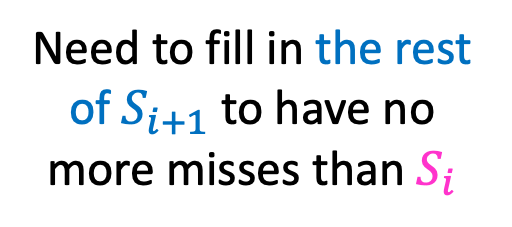 Need to fill in the rest
of $S_{i+1}$ to have no
more misses than $S_i$